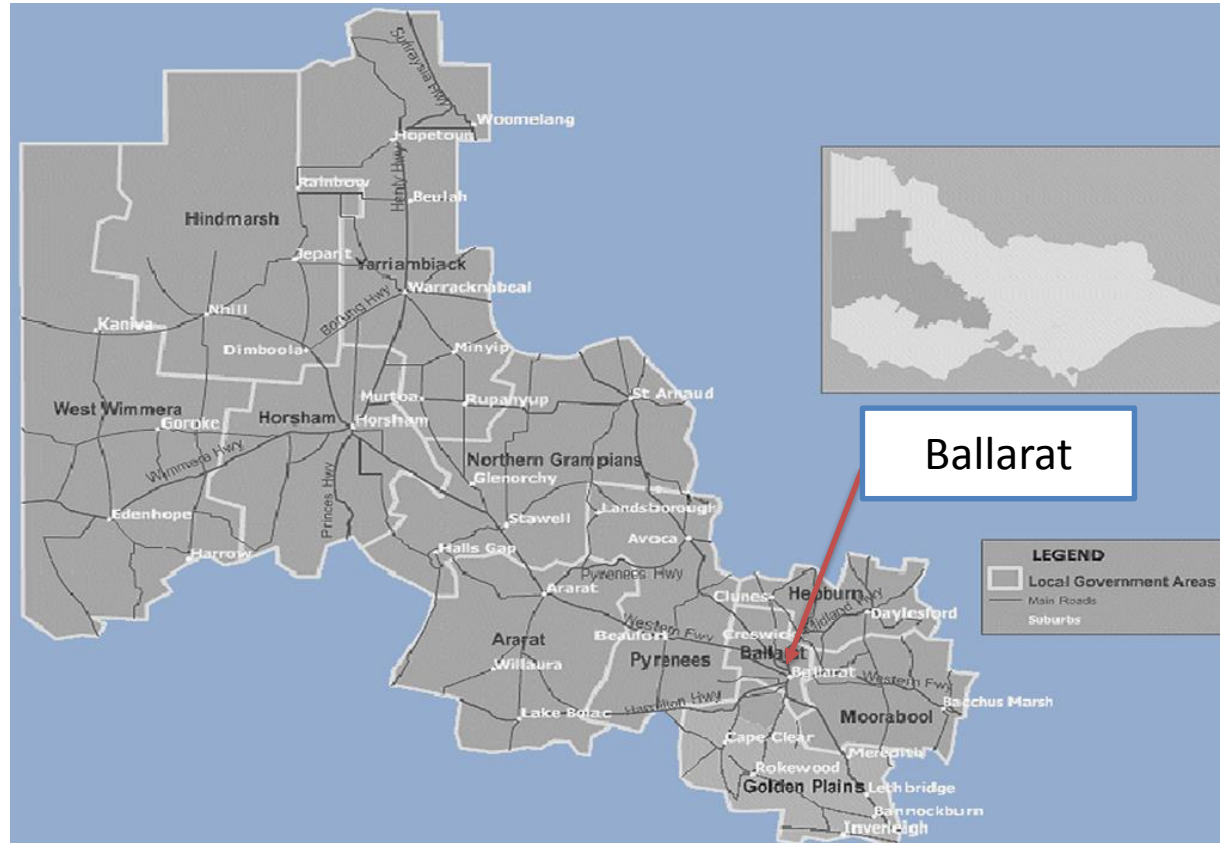 Sunraysia Hwy
Woomelang
Hopetoun
Henty Hwy
Rainbow
Beulah
Hindmarsh
Jeparit
Yarriambiack
Warracknabeal
Borung Hwy
Nhill
Kaniva
Dimboola
Minyip
West Wimmera
Murtoa
Rupanyup
St Arnaud
Horsham
Horsham
Goroke
Wimmera Hwy
Ballarat
Northern Grampians
Glenorchy
Princes Hwy
Edenhope
Stawell
Landsborough
Harrow
Halls Gap
Avoca
LEGEND
Local Government Areas
Main Roads
Suburbs
Pyrenees Hwy
Ararat
Clunes
Hepburn
Midland Hwy
Daylesford
Western Fwy
Beaufort
Creswick
Ararat
Pyrenees
Ballarat
Willaura
Ballarat
Western Fwy
Hamilton Hwy
Bacchus Marsh
Lake Bolac
Moorabool
Cape Clear
Meredith
Rokewood
Golden Plains
Lethbridge
Bannockburn
Inverleigh